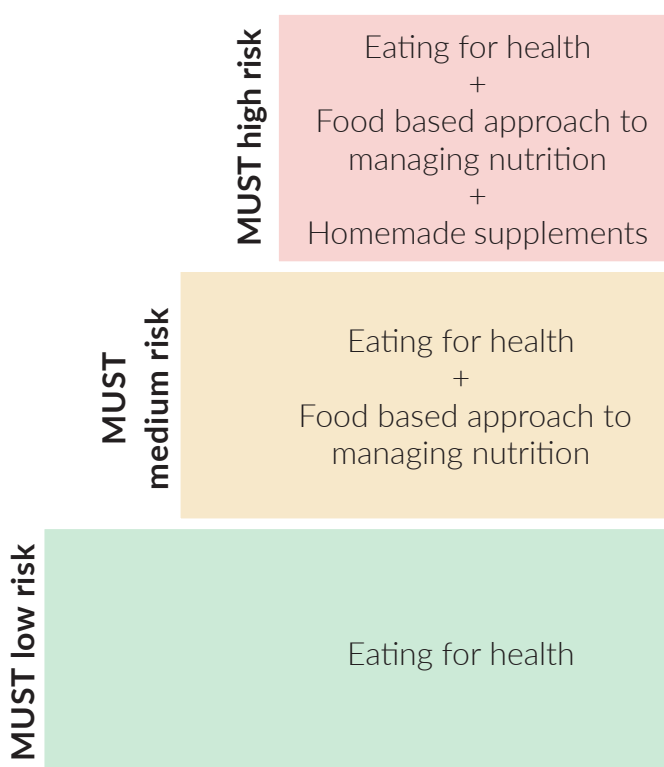 MUST high risk
Eating for health
+
Food based approach to
managing nutrition
+
Homemade supplements
MUST
medium risk
Eating for health
+
Food based approach to
managing nutrition
MUST low risk
Eating for health